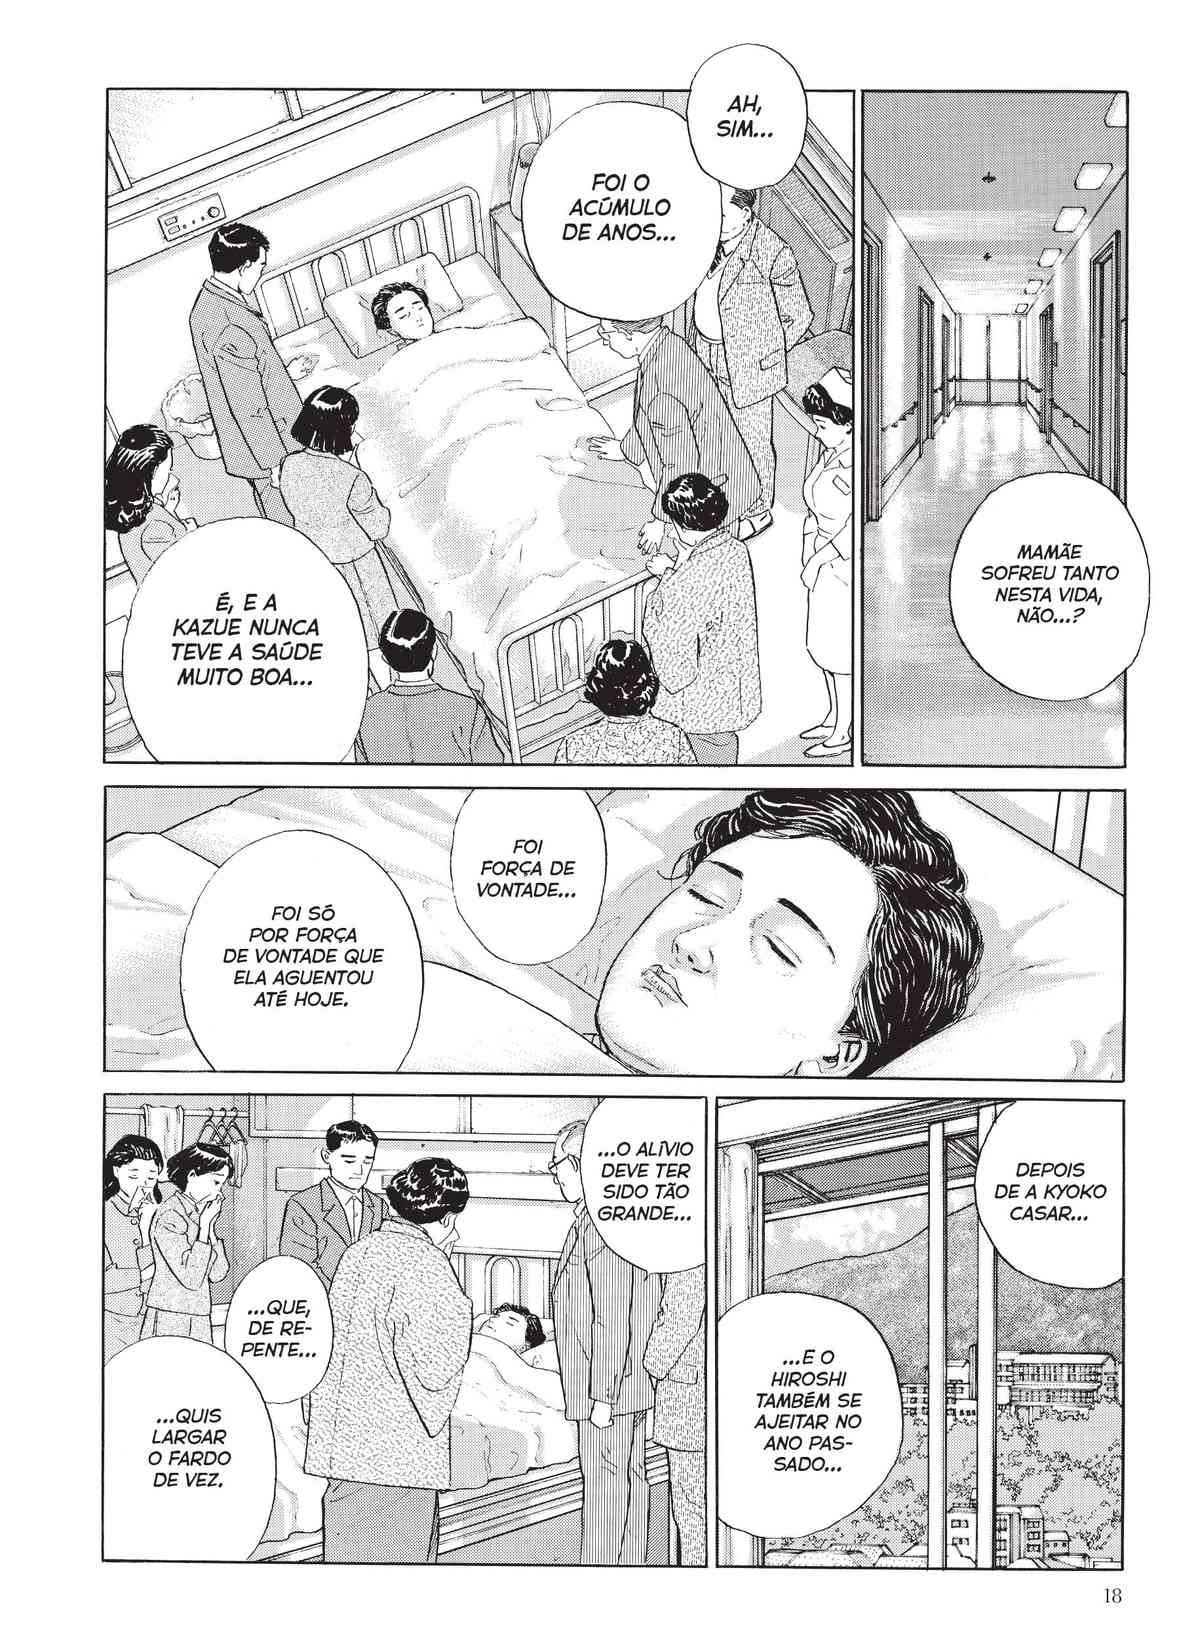 MAMÃE
SOFREU TANTO
NESTA VIDA,
NÃO...?
AH,
SIM...
FOI O
ACÚMULO
DE ANOS...
É, E A
KAZUE NUNCA
TEVE A SAÚDE
MUITO BOA...
FOI
FORÇA DE
VONTADE...
FOI SÓ
POR FORÇA
DE VONTADE QUE
ELA AGUENTOU
ATÉ HOJE.
DEPOIS
DE A KYOKO
CASAR...
...E O
HIROSHI
TAMBÉM SE
AJEITAR NO
ANO PAS-
SADO...
...O ALÍVIO
DEVE TER
SIDO TÃO
GRANDE...
...QUE,
DE RE-
PENTE...
...QUIS
LARGAR
O FARDO
DE VEZ.
18